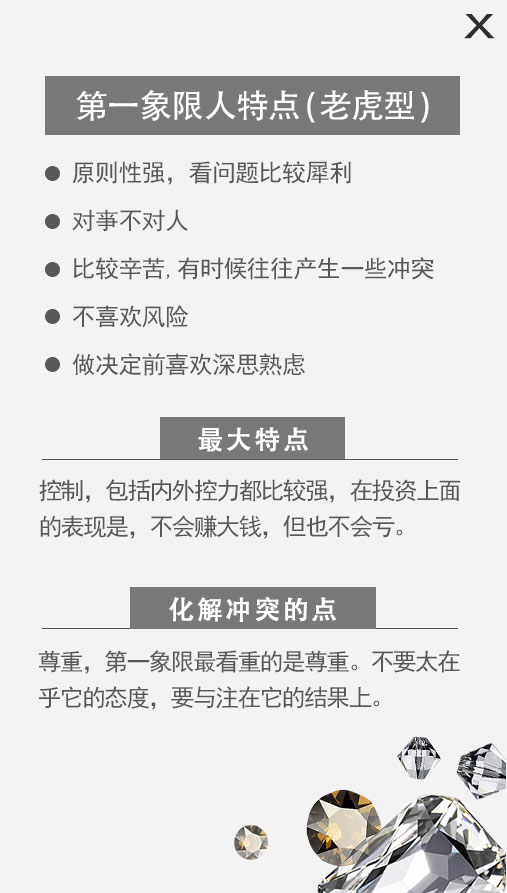 X
第一象限人特点(老虎型)
● 原则性强，看问题比较犀利
● 对事不对人
● 比较辛苦,有时候往往产生一些冲突
● 不喜欢风险
● 做决定前喜欢深思熟虑
最大特点
控制，包括内外控力都比较强，在投资上面
的表现是，不会赚大钱，但也不会亏。
化解冲突的点
尊重，第一象限最看重的是尊重。不要太在
乎它的态度，要与注在它的结果上。